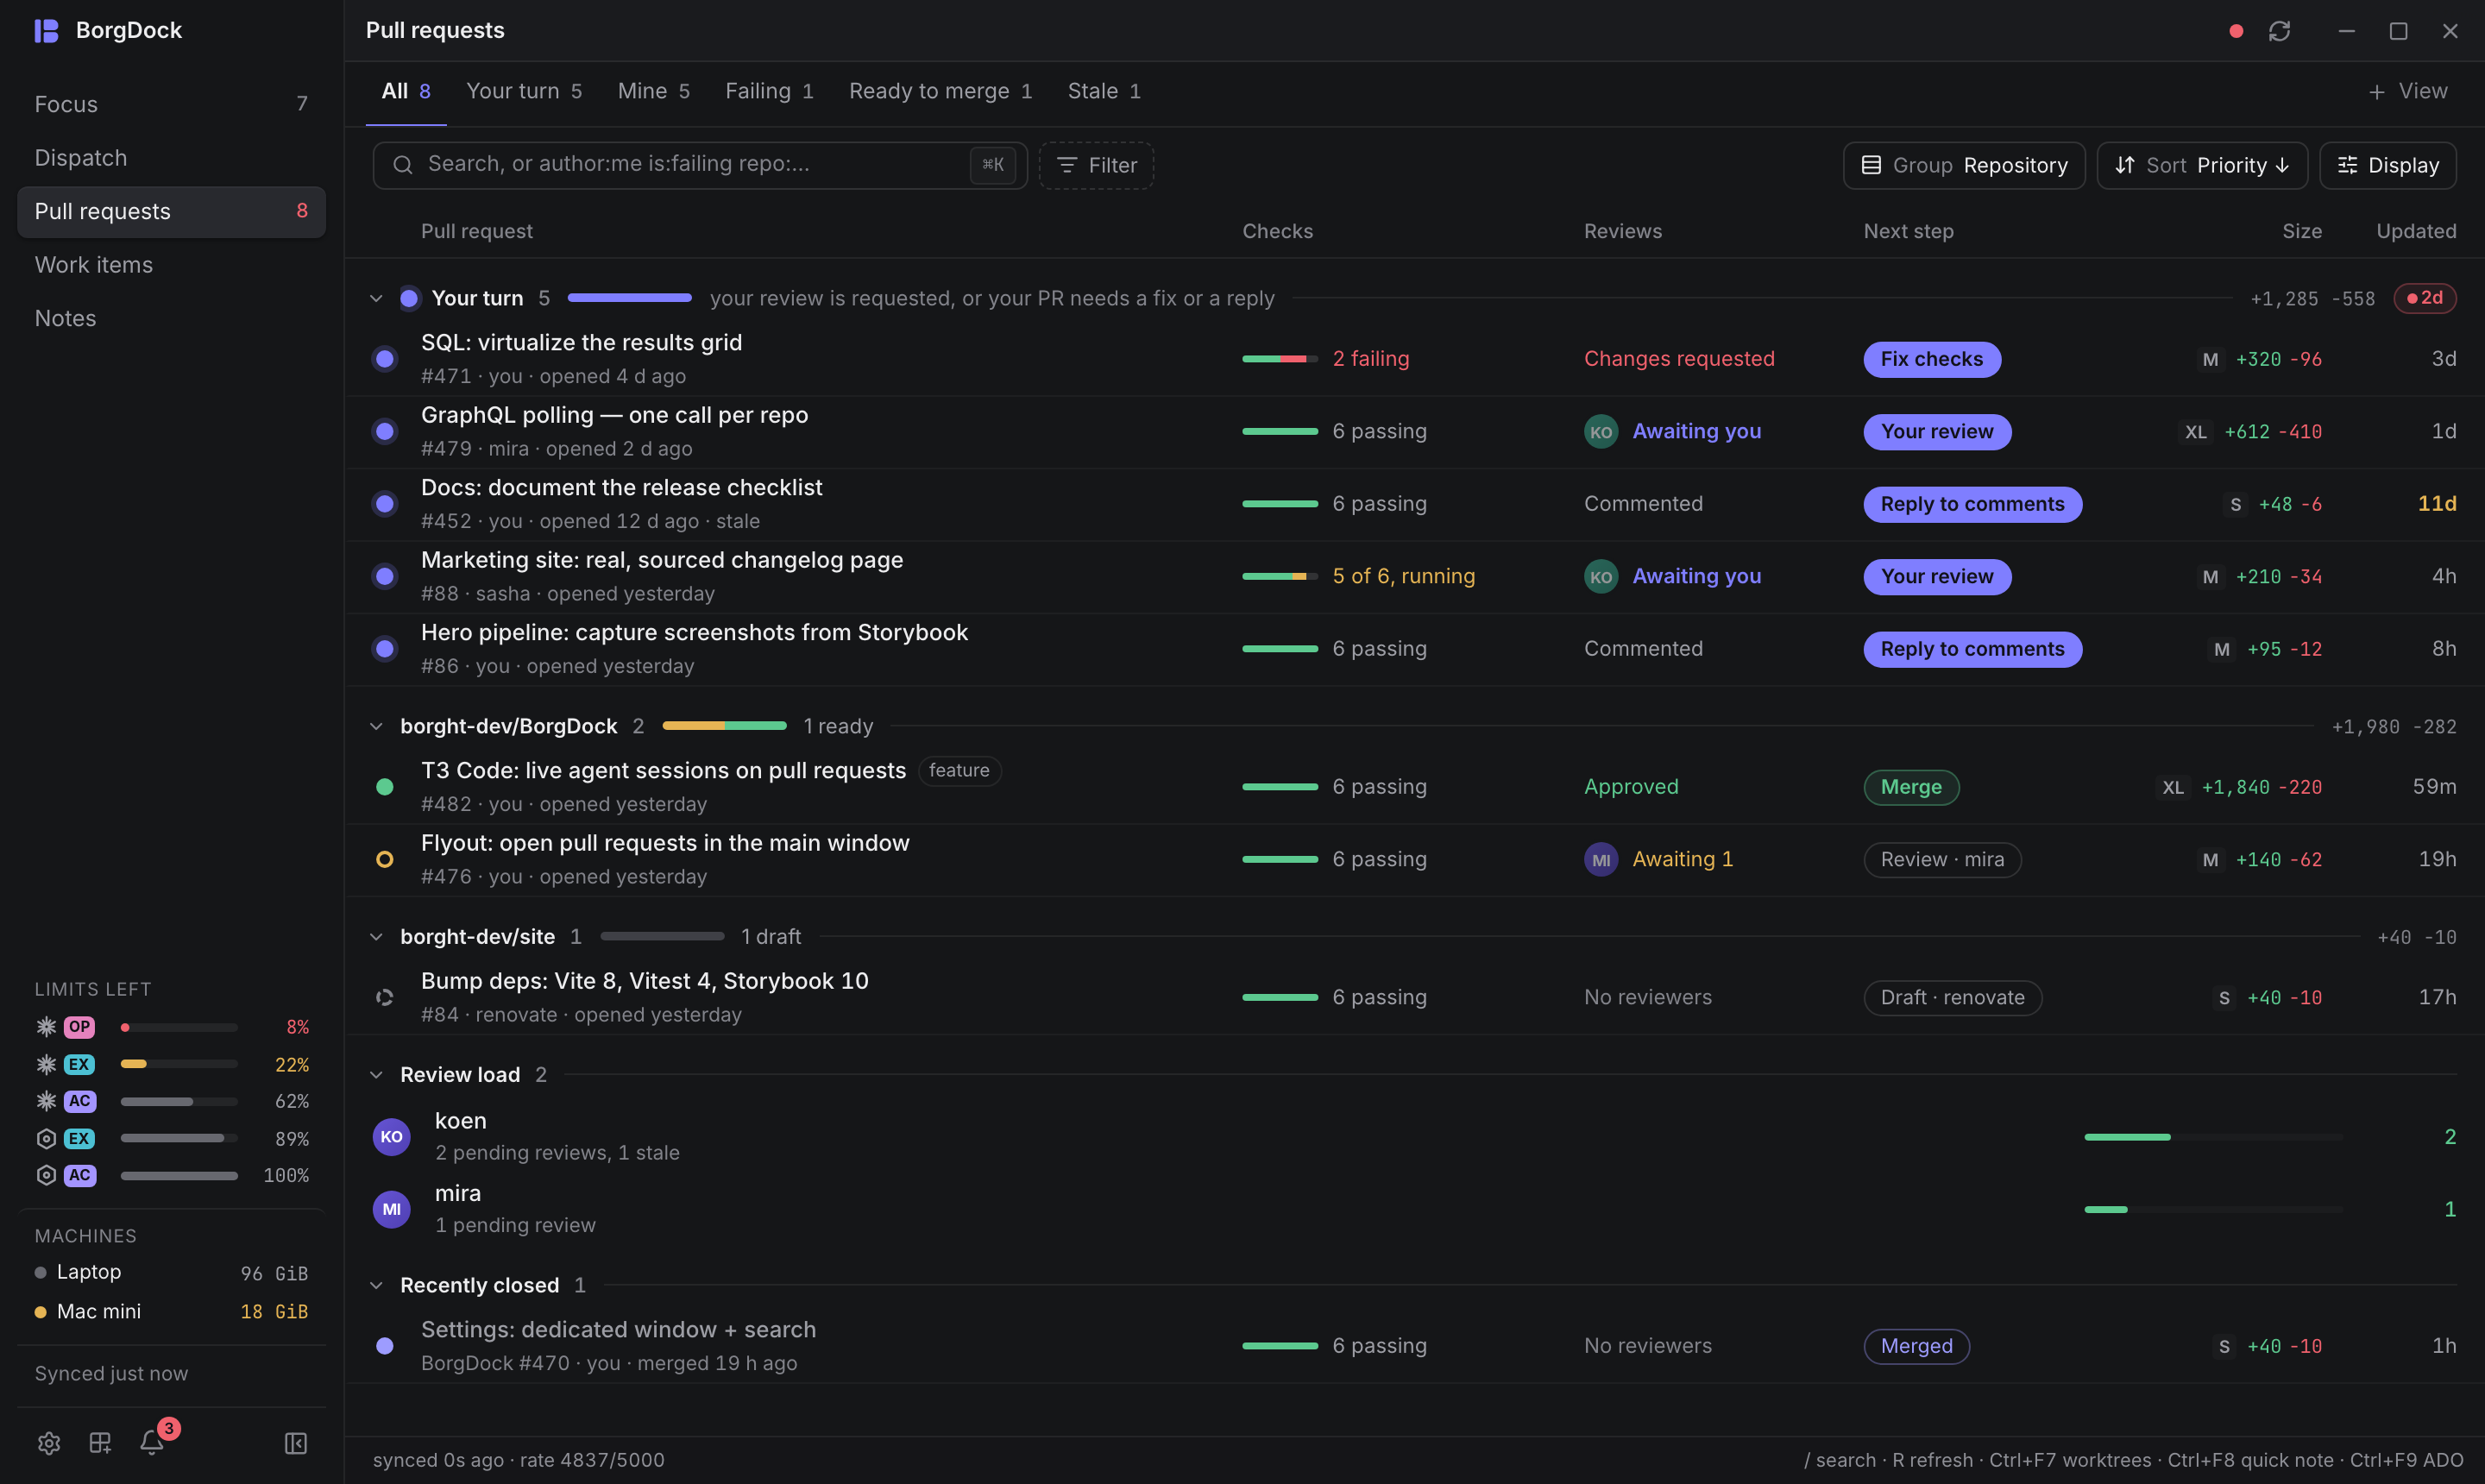 BorgDock
Pull requests
Focus 7
Dispatch
Pull requests 8
Work items
Notes
LIMITS LEFT
OP 8%
EX 22%
AC 62%
EX 89%
AC 100%
MACHINES
Laptop 96 GiB
Mac mini 18 GiB
Synced just now
3
All 8 Your turn 5 Mine 5 Failing 1 Ready to merge 1 Stale 1 + View
Search, or author:me is:failing repo:... ⌘K Filter Group Repository Sort Priority ↓ Display
Pull request Checks Reviews Next step Size Updated
Your turn 5 your review is requested, or your PR needs a fix or a reply +1,285 -558 2d
SQL: virtualize the results grid
#471 · you · opened 4 d ago
2 failing Changes requested Fix checks M +320 -96 3d
GraphQL polling — one call per repo
#479 · mira · opened 2 d ago
6 passing KO Awaiting you Your review XL +612 -410 1d
Docs: document the release checklist
#452 · you · opened 12 d ago · stale
6 passing Commented Reply to comments S +48 -6 11d
Marketing site: real, sourced changelog page
#88 · sasha · opened yesterday
5 of 6, running KO Awaiting you Your review M +210 -34 4h
Hero pipeline: capture screenshots from Storybook
#86 · you · opened yesterday
6 passing Commented Reply to comments M +95 -12 8h
borght-dev/BorgDock 2 1 ready +1,980 -282
T3 Code: live agent sessions on pull requests feature
#482 · you · opened yesterday
6 passing Approved Merge XL +1,840 -220 59m
Flyout: open pull requests in the main window
#476 · you · opened yesterday
6 passing MI Awaiting 1 Review · mira M +140 -62 19h
borght-dev/site 1 1 draft +40 -10
Bump deps: Vite 8, Vitest 4, Storybook 10
#84 · renovate · opened yesterday
6 passing No reviewers Draft · renovate S +40 -10 17h
Review load 2
KO koen
2 pending reviews, 1 stale
2
MI mira
1 pending review
1
Recently closed 1
Settings: dedicated window + search
BorgDock #470 · you · merged 19 h ago
6 passing No reviewers Merged S +40 -10 1h
synced 0s ago · rate 4837/5000
/ search · R refresh · Ctrl+F7 worktrees · Ctrl+F8 quick note · Ctrl+F9 ADO